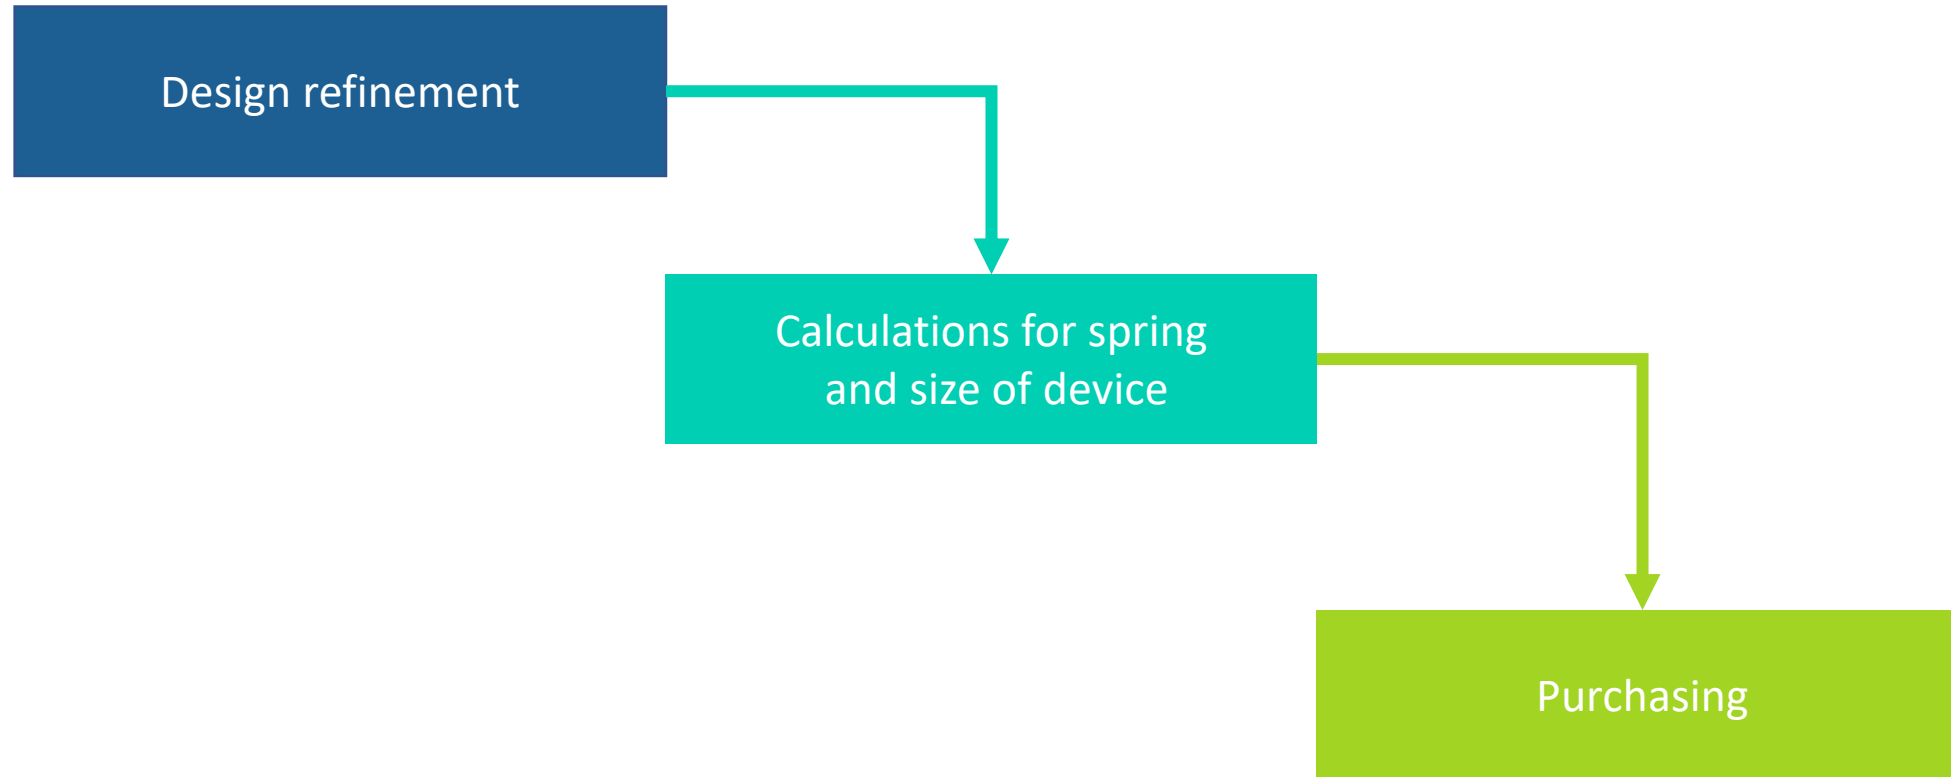 Design refinement
Calculations for spring
and size of device
Purchasing